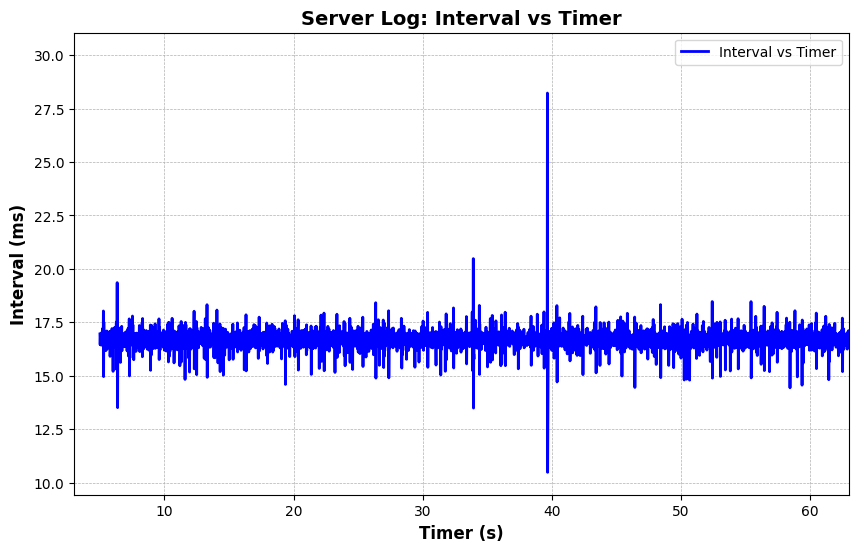 Server Log: Interval vs Timer
Interval vs Timer
30.0
27.5
25.0
22.5
20.0
17.5
15.0
12.5
10.0
Interval (ms)
10 20 30 40 50 60
Timer (s)